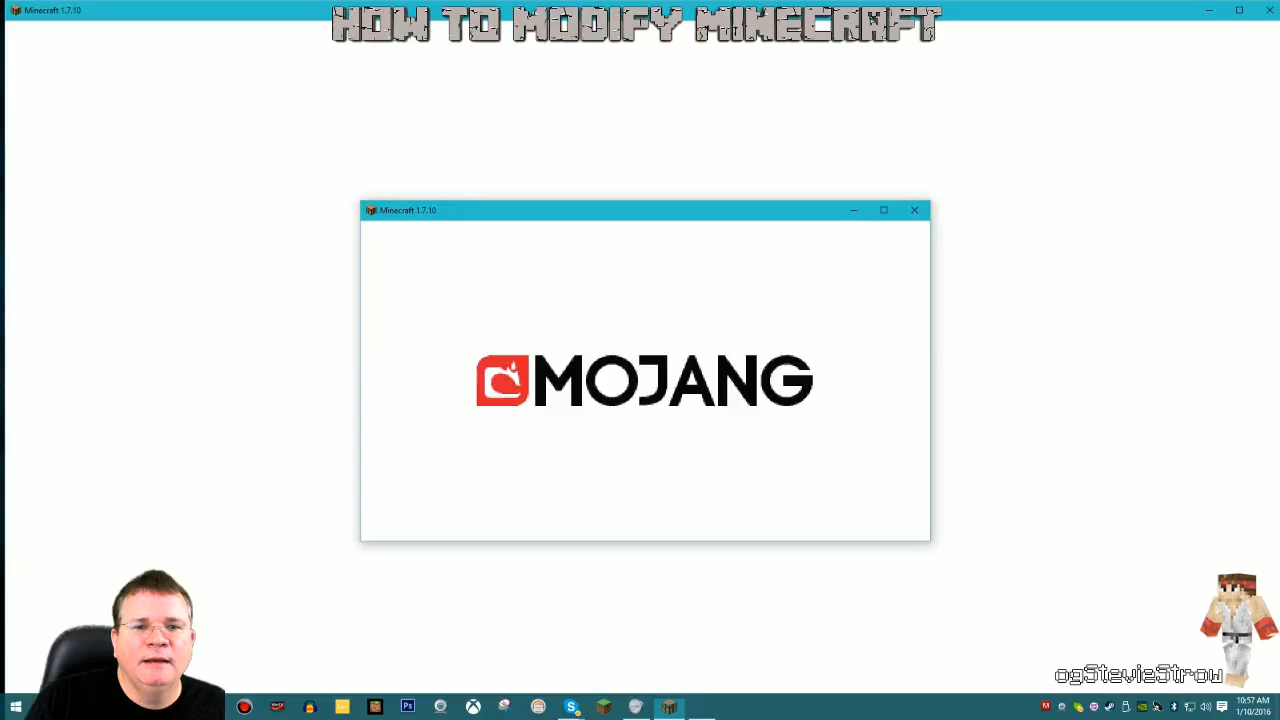 Minecraft 1.7.10
HOW TO MODIFY MINECRAFT
Minecraft 1.7.10
MOJANG
ogStevieStrow
10:57 AM
1/10/2016